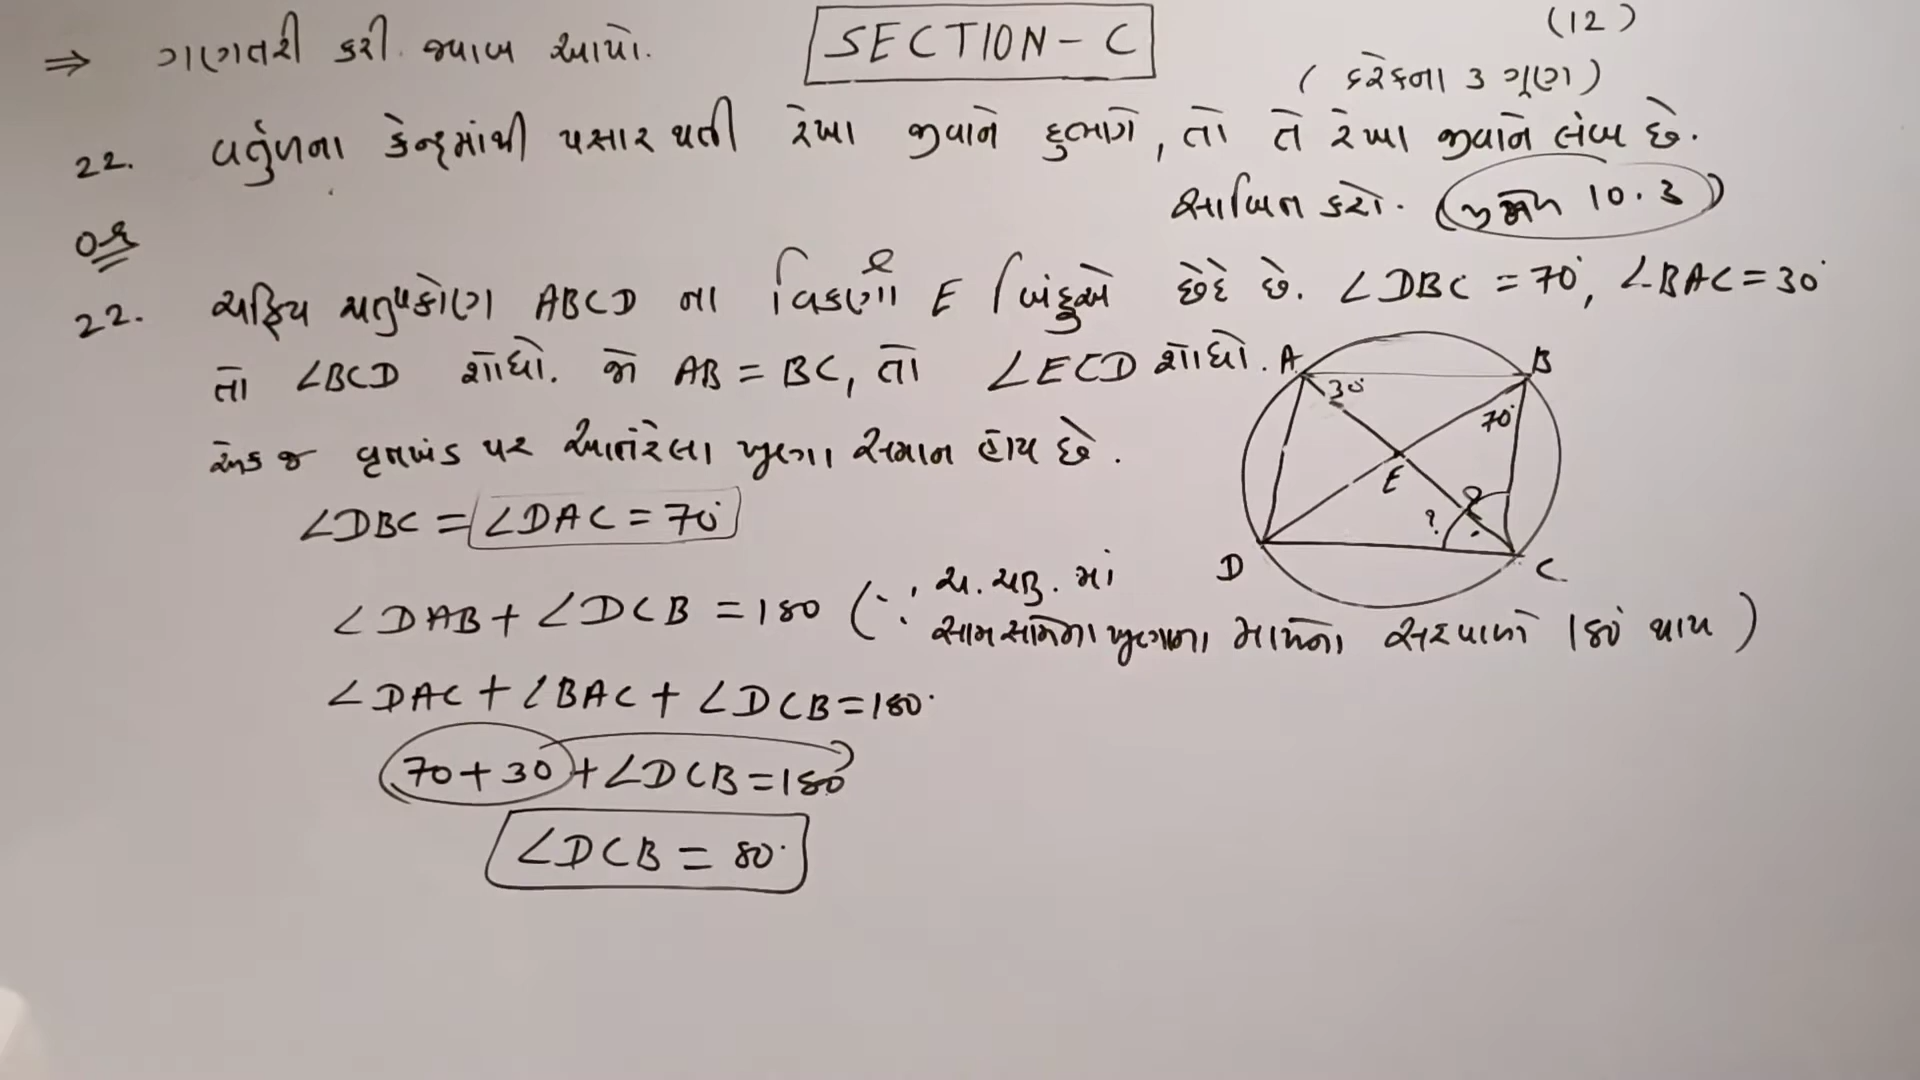 ⇒ ગણતરી કરી જવાબ આપો. SECTION - C (12)
( દરેકના 3 ગુણ )
22. વર્તુળના કેન્દ્રમાંથી પસાર થતી રેખા જીવાને દુભાગે, તો તે રેખા જીવાને લંબ છે.
સાબિત કરો. ( પ્રમેય 10.3 )
OR
22. ચક્રિય ચતુષ્કોણ ABCD ના વિકર્ણો E બિંદુએ છેદે છે. ∠DBC = 70°, ∠BAC = 30°
તો ∠BCD શોધો. જો AB = BC, તો ∠ECD શોધો.
એક જ વૃતખંડ પર આતરેલા ખુણા સમાન હોય છે.
∠DBC = ∠DAC = 70°
∠DAB + ∠DCB = 180 (∵ ચ. ચતુ. માં
સામ સામેના ખુણાના માપનો સરવાળો 180° થાય )
∠DAC + ∠BAC + ∠DCB = 180°
70 + 30 + ∠DCB = 180
∠DCB = 80°
A B
30° 70°
E
? ?
D C